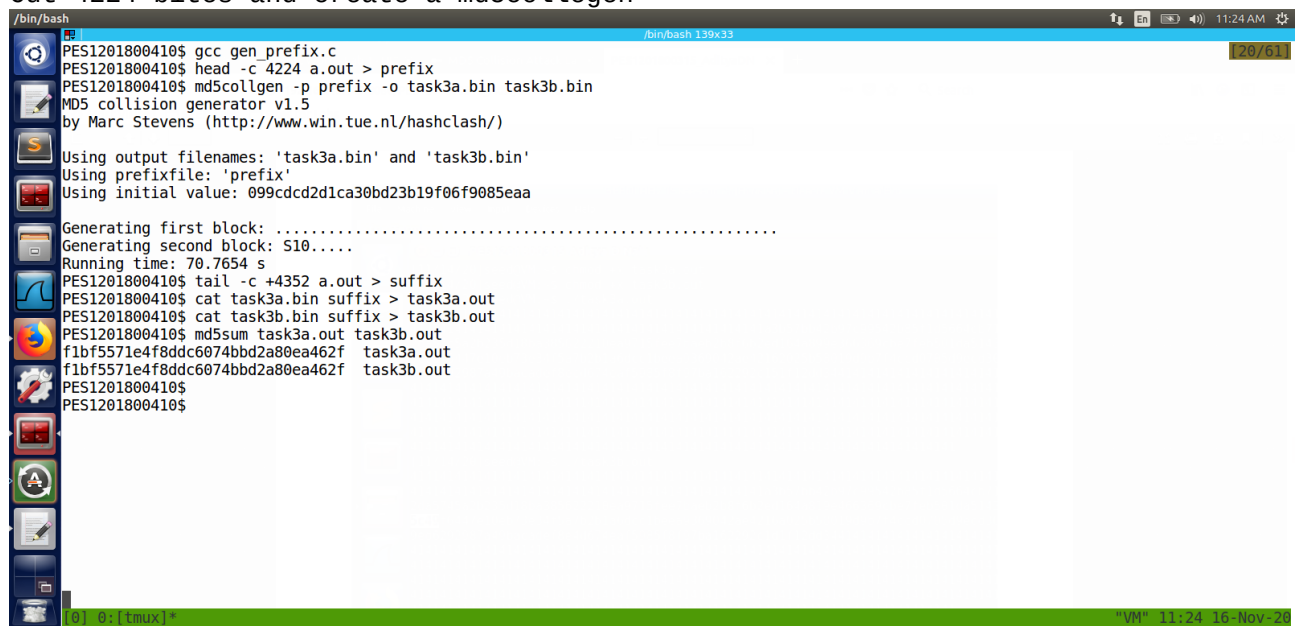 /bin/bash
En 11:24 AM
/bin/bash 139x33
PES1201800410$ gcc gen_prefix.c
[20/61]
PES1201800410$ head -c 4224 a.out > prefix
PES1201800410$ md5collgen -p prefix -o task3a.bin task3b.bin
MD5 collision generator v1.5
by Marc Stevens (http://www.win.tue.nl/hashclash/)
Using output filenames: 'task3a.bin' and 'task3b.bin'
Using prefixfile: 'prefix'
Using initial value: 099cdcd2d1ca30bd23b19f06f9085eaa
Generating first block: .........................................................
Generating second block: S10.....
Running time: 70.7654 s
PES1201800410$ tail -c +4352 a.out > suffix
PES1201800410$ cat task3a.bin suffix > task3a.out
PES1201800410$ cat task3b.bin suffix > task3b.out
PES1201800410$ md5sum task3a.out task3b.out
f1bf5571e4f8ddc6074bbd2a80ea462f  task3a.out
f1bf5571e4f8ddc6074bbd2a80ea462f  task3b.out
PES1201800410$
PES1201800410$
[0] 0:[tmux]* "VM" 11:24 16-Nov-20